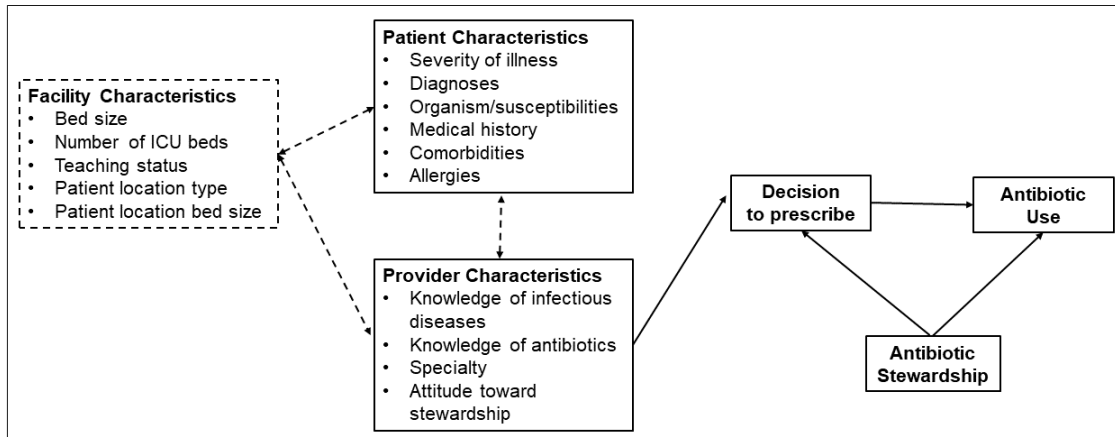 Facility Characteristics
• Bed size
• Number of ICU beds
• Teaching status
• Patient location type
• Patient location bed size
Patient Characteristics
• Severity of illness
• Diagnoses
• Organism/susceptibilities
• Medical history
• Comorbidities
• Allergies
Provider Characteristics
• Knowledge of infectious
diseases
• Knowledge of antibiotics
• Specialty
• Attitude toward
stewardship
Decision
to prescribe
Antibiotic
Use
Antibiotic
Stewardship